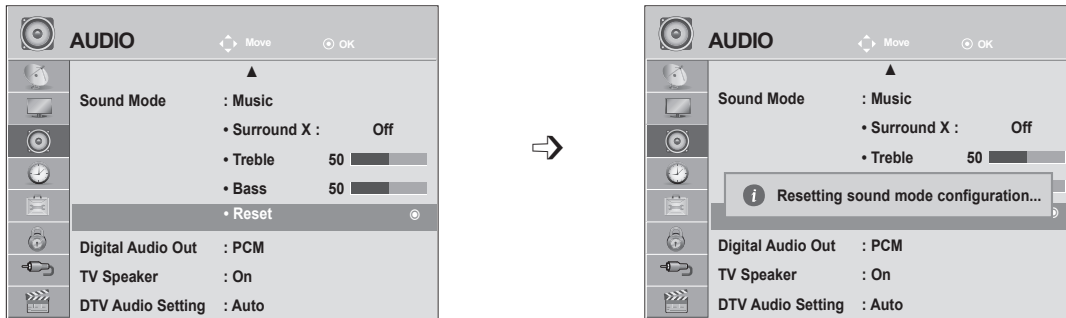 AUDIO Move OK
Sound Mode : Music
• Surround X : Off
• Treble 50
• Bass 50
• Reset
Digital Audio Out : PCM
TV Speaker : On
DTV Audio Setting : Auto
AUDIO Move OK
Sound Mode : Music
• Surround X : Off
• Treble 50
i Resetting sound mode configuration...
Digital Audio Out : PCM
TV Speaker : On
DTV Audio Setting : Auto